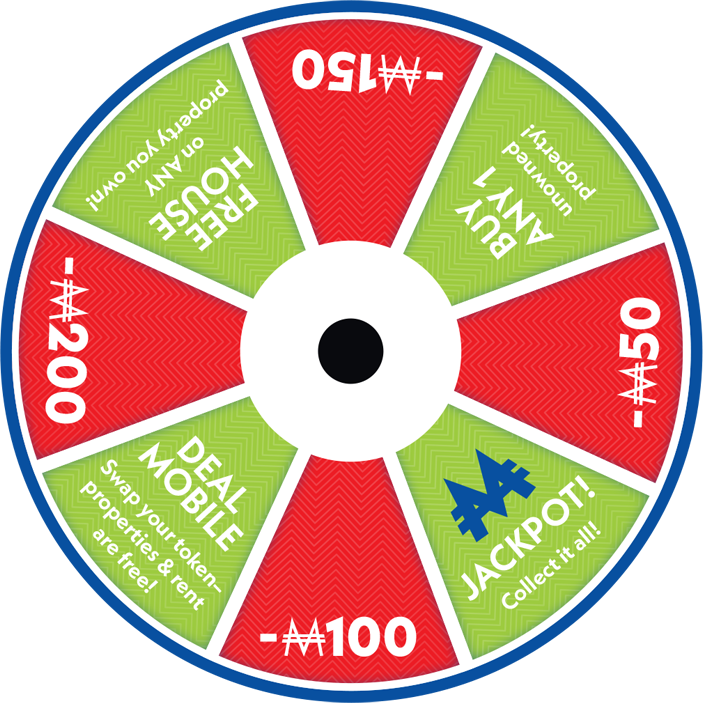 -₩150
BUY
ANY 1
unowned
property!
-₩50
JACKPOT!
Collect it all!
-₩100
DEAL
MOBILE
Swap your token–
properties & rent
are free!
-₩200
FREE
HOUSE
on ANY
property you own!